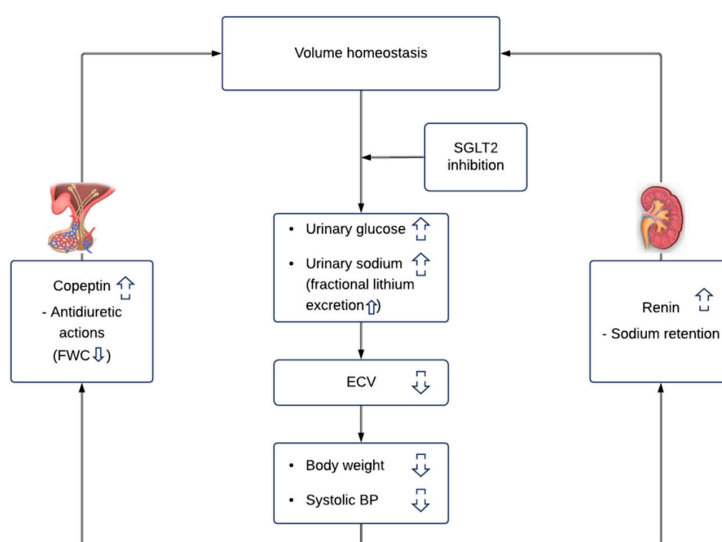 Volume homeostasis
SGLT2
inhibition
• Urinary glucose
• Urinary sodium
(fractional lithium
excretion )
Copeptin
- Antidiuretic
actions
(FWC )
Renin
- Sodium retention
ECV
• Body weight
• Systolic BP